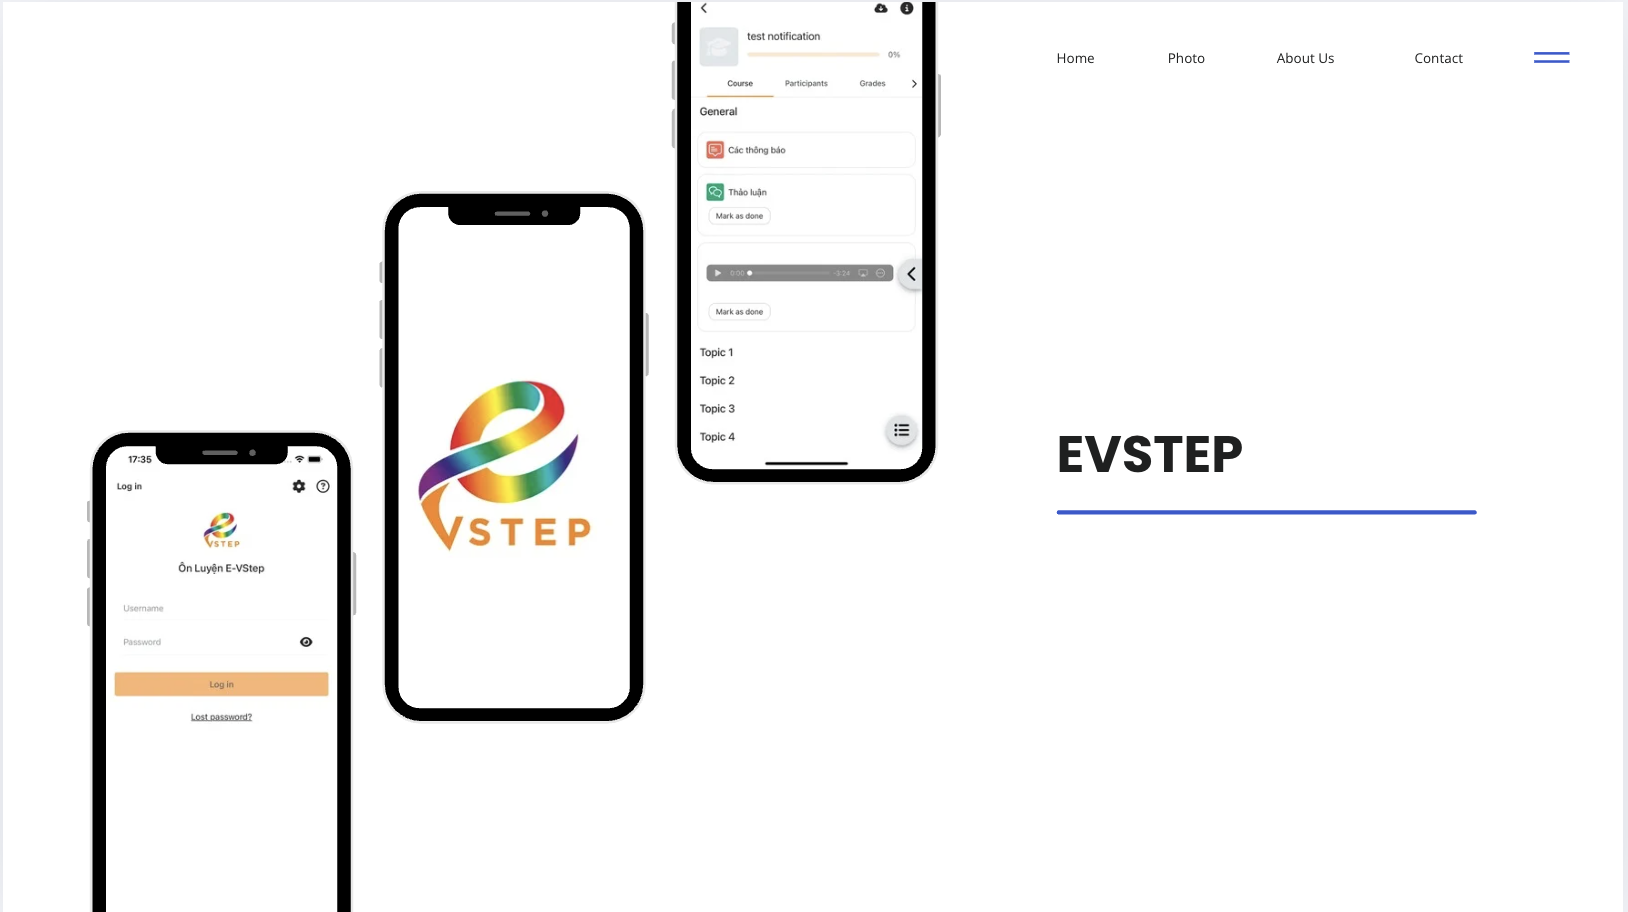 Home Photo About Us Contact
test notification
0%
Course Participants Grades
General
Các thông báo
Thảo luận
Mark as done
0:00 -3:24
Mark as done
Topic 1
Topic 2
Topic 3
Topic 4
VSTEP
17:35
Log in
VSTEP
Ôn Luyện E-VStep
Username
Password
Log in
Lost password?
EVSTEP